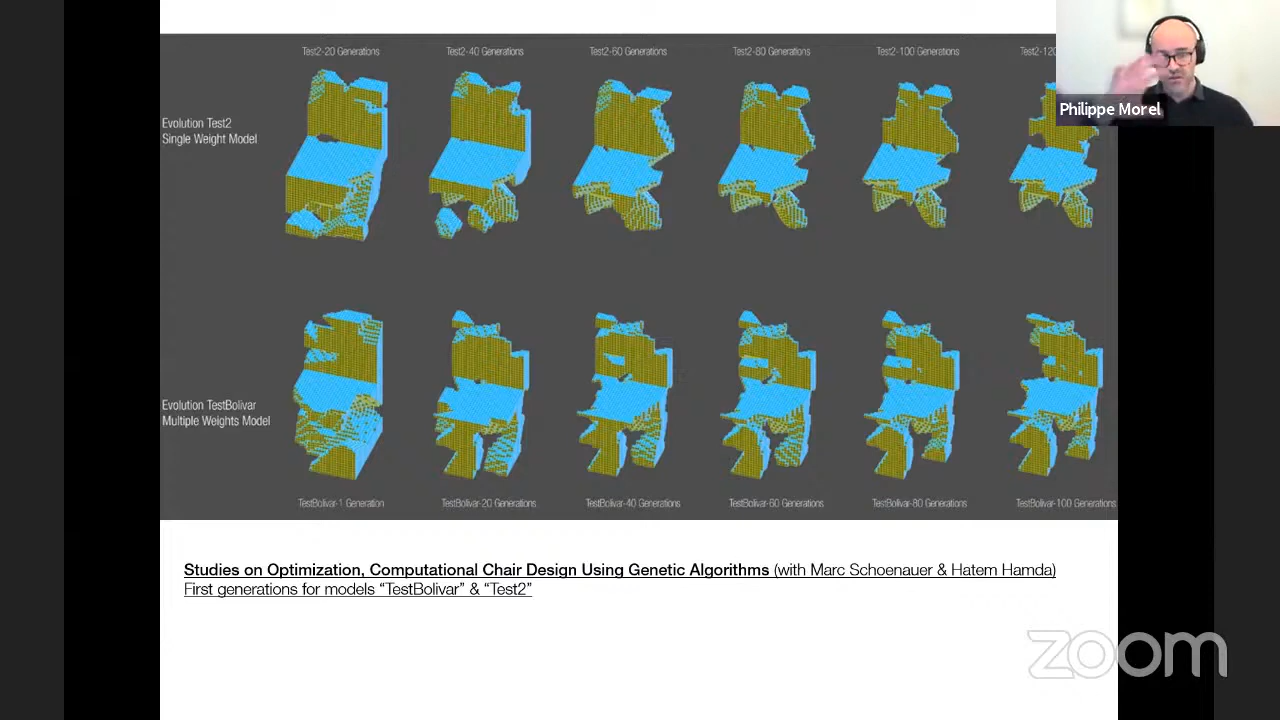 Test2-20 Generations
Test2-40 Generations
Test2-60 Generations
Test2-80 Generations
Test2-100 Generations
Test2-120
Philippe Morel
Evolution Test2
Single Weight Model
Evolution TestBolivar
Multiple Weights Model
TestBolivar-1 Generation
TestBolivar-20 Generations
TestBolivar-40 Generations
TestBolivar-60 Generations
TestBolivar-80 Generations
TestBolivar-100 Generations
Studies on Optimization, Computational Chair Design Using Genetic Algorithms (with Marc Schoenauer & Hatem Hamda)
First generations for models “TestBolivar” & “Test2”
zoom